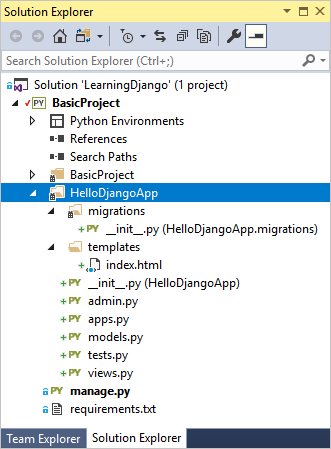 Solution Explorer
Search Solution Explorer (Ctrl+;)
Solution 'LearningDjango' (1 project)
BasicProject
Python Environments
References
Search Paths
BasicProject
HelloDjangoApp
migrations
__init__.py (HelloDjangoApp.migrations)
templates
index.html
__init__.py (HelloDjangoApp)
admin.py
apps.py
models.py
tests.py
views.py
manage.py
requirements.txt
Team Explorer Solution Explorer